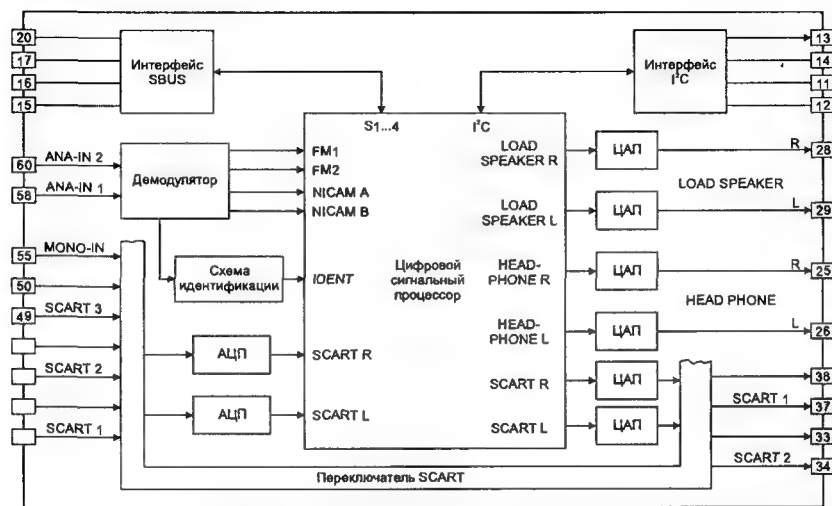 20
17
16
15
Интерфейс
SBUS
13
14
11
12
Интерфейс
I²C
S1...4
I²C
60
ANA-IN 2
58
ANA-IN 1
Демодулятор
FM1
FM2
NICAM A
NICAM B
LOAD
SPEAKER R
ЦАП
R
28
LOAD SPEAKER
LOAD
SPEAKER L
ЦАП
L
29
55
MONO-IN
50
49
SCART 3
SCART 2
SCART 1
Схема
идентификации
IDENT
Цифровой
сигнальный
процессор
HEAD-
PHONE R
ЦАП
R
25
HEAD PHONE
HEAD-
PHONE L
ЦАП
L
26
АЦП
SCART R
АЦП
SCART L
SCART R
ЦАП
SCART L
ЦАП
38
SCART 1
37
33
SCART 2
34
Переключатель SCART